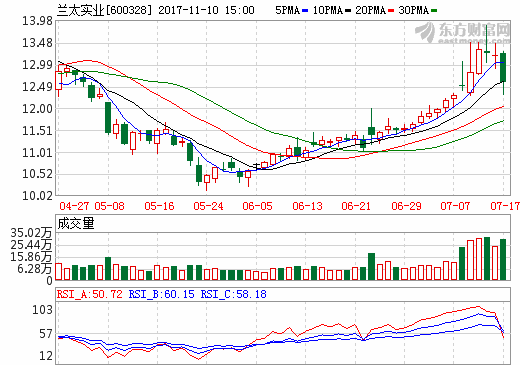 兰太实业[600328] 2017-11-10 15:00 5PMA 10PMA 20PMA 30PMA
东方财富网
eastmoney.com
13.98
13.48
12.99
12.49
12.00
11.51
11.01
10.52
10.02
04-27 05-08 05-16 05-24 06-05 06-13 06-21 06-29 07-07 07-17
成交量
35.02万
25.44万
15.86万
6.28万
0
RSI_A:50.72 RSI_B:60.15 RSI_C:58.18
103
57
12